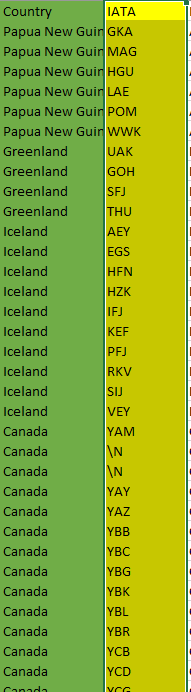 Country IATA
Papua New Guin GKA
Papua New Guin MAG
Papua New Guin HGU
Papua New Guin LAE
Papua New Guin POM
Papua New Guin WWK
Greenland UAK
Greenland GOH
Greenland SFJ
Greenland THU
Iceland AEY
Iceland EGS
Iceland HFN
Iceland HZK
Iceland IFJ
Iceland KEF
Iceland PFJ
Iceland RKV
Iceland SIJ
Iceland VEY
Canada YAM
Canada \N
Canada \N
Canada YAY
Canada YAZ
Canada YBB
Canada YBC
Canada YBG
Canada YBK
Canada YBL
Canada YBR
Canada YCB
Canada YCD
Canada YCG